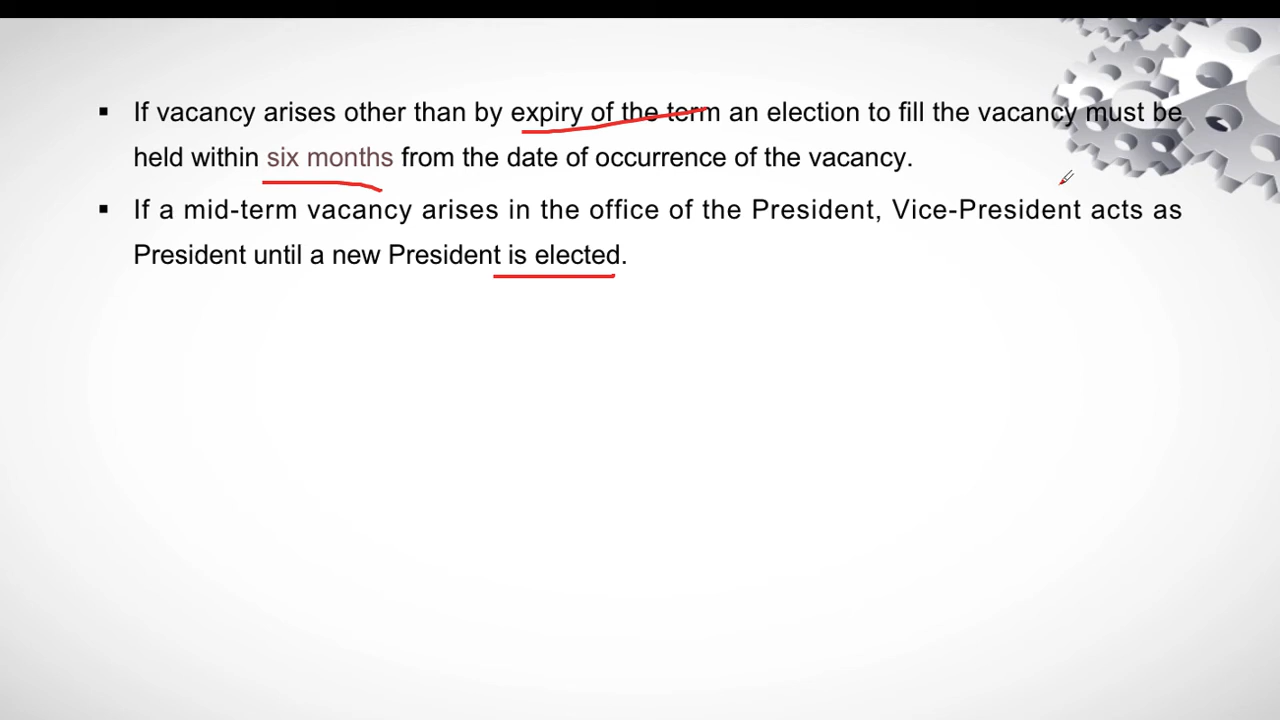 ▪ If vacancy arises other than by expiry of the term an election to fill the vacancy must be
held within six months from the date of occurrence of the vacancy.
▪ If a mid-term vacancy arises in the office of the President, Vice-President acts as
President until a new President is elected.